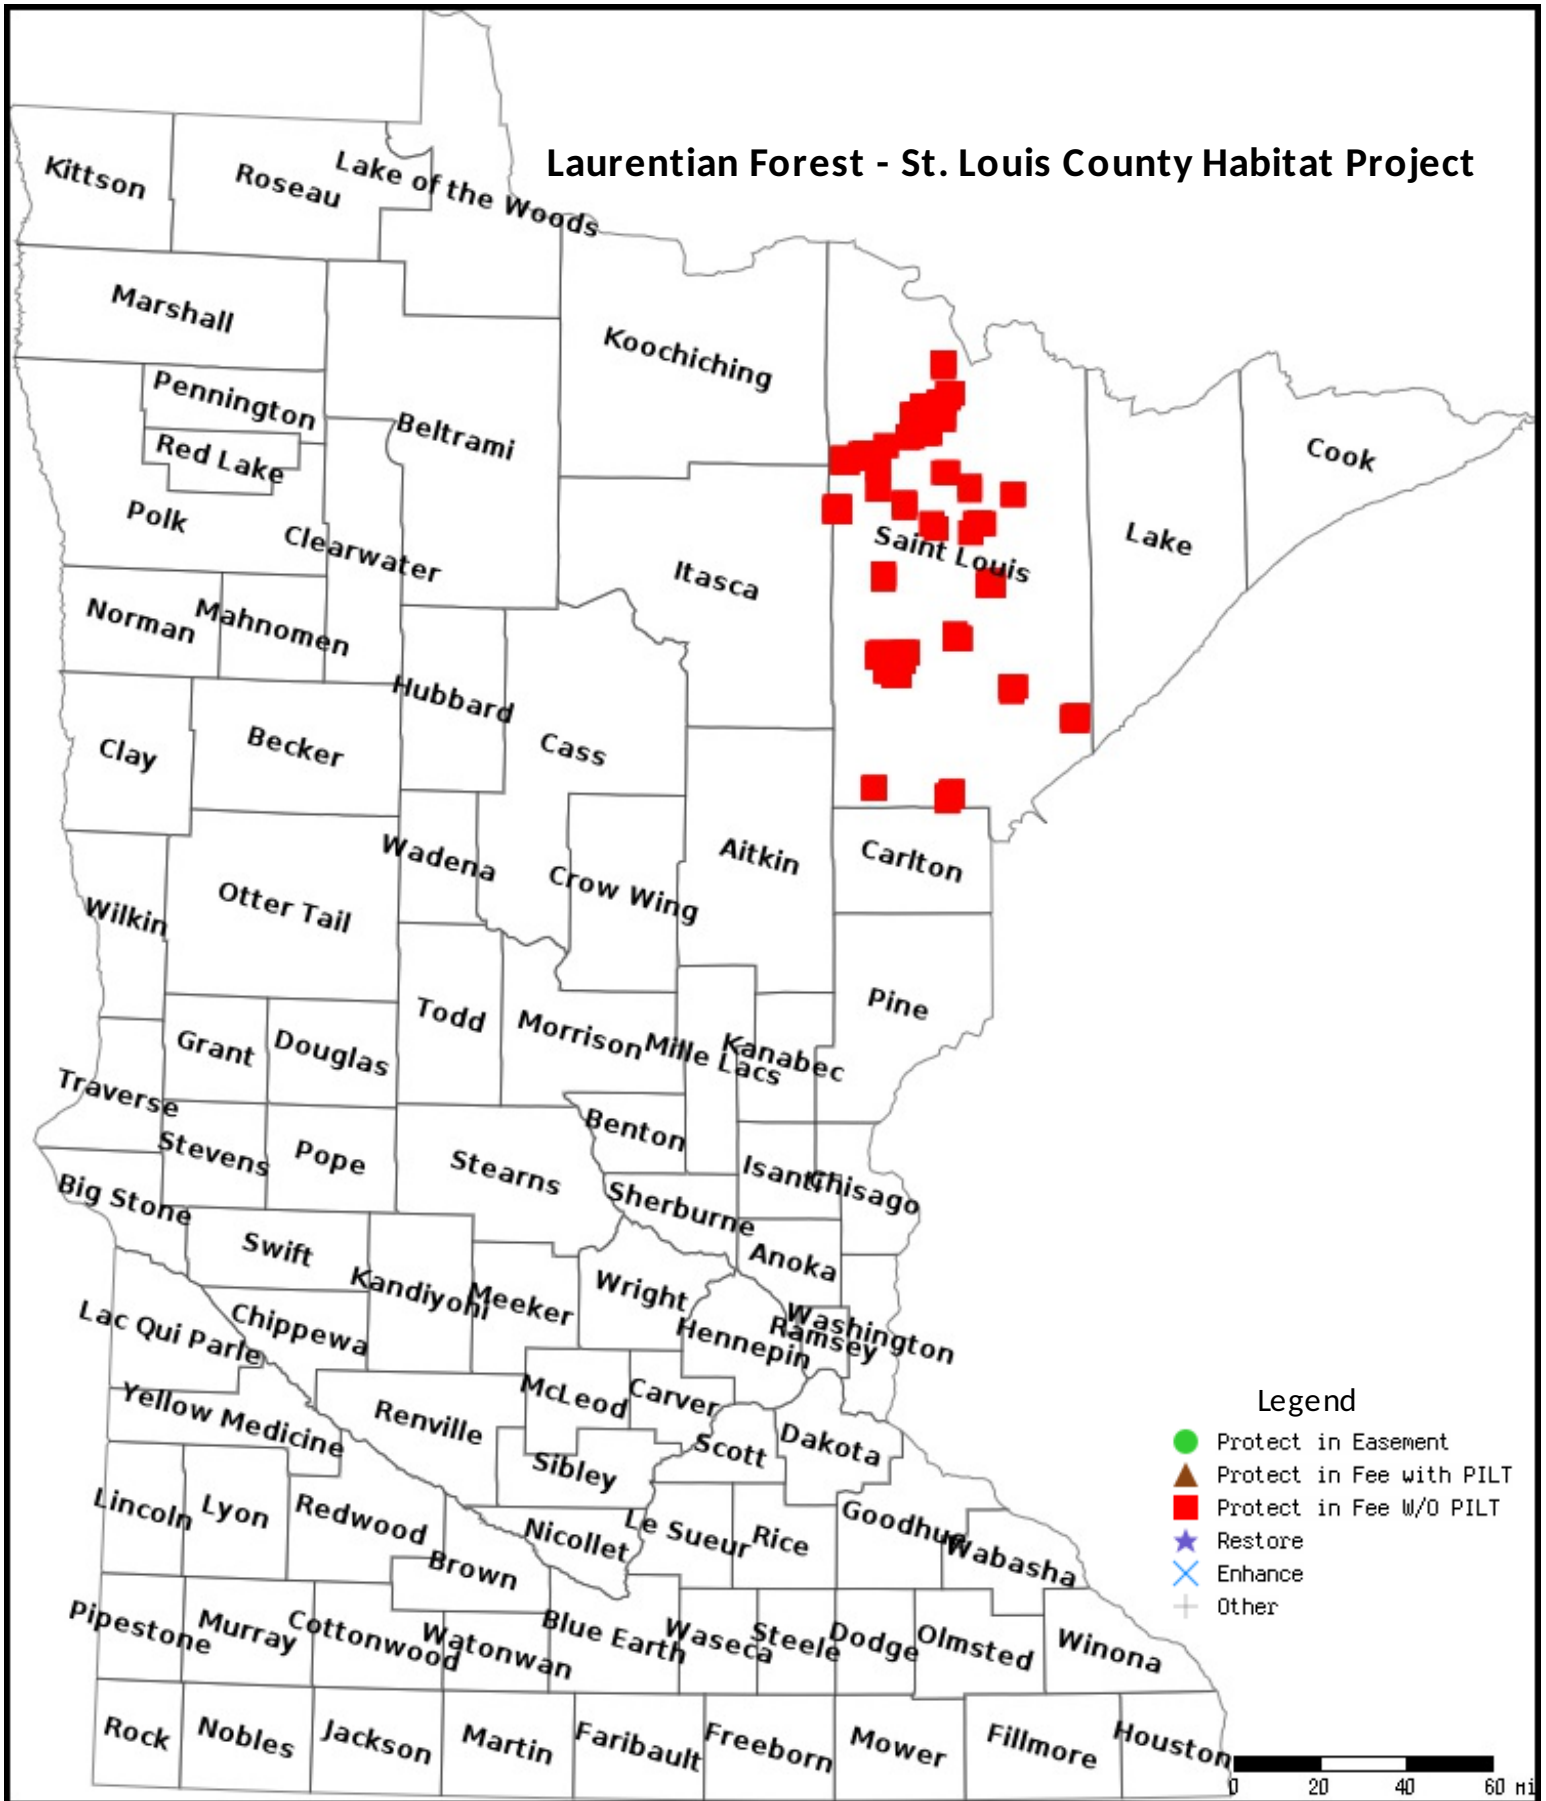 Laurentian Forest - St. Louis County Habitat Project
Kittson
Roseau
Lake of the Woods
Marshall
Koochiching
Pennington
Beltrami
Red Lake
Cook
Polk
Clearwater
Saint Louis
Lake
Itasca
Norman
Mahnomen
Hubbard
Clay
Becker
Cass
Wadena
Aitkin
Carlton
Crow Wing
Otter Tail
Wilkin
Pine
Todd
Morrison
Mille Lacs
Kanabec
Grant
Douglas
Traverse
Benton
Stevens
Pope
Stearns
Isanti
Chisago
Big Stone
Sherburne
Swift
Anoka
Kandiyohi
Meeker
Wright
Lac Qui Parle
Chippewa
Hennepin
Ramsey
Washington
McLeod
Carver
Yellow Medicine
Renville
Scott
Dakota
Sibley
Lincoln
Lyon
Redwood
Nicollet
Le Sueur
Rice
Goodhue
Wabasha
Brown
Pipestone
Murray
Cottonwood
Watonwan
Blue Earth
Waseca
Steele
Dodge
Olmsted
Winona
Rock
Nobles
Jackson
Martin
Faribault
Freeborn
Mower
Fillmore
Houston
Legend
Protect in Easement
Protect in Fee with PILT
Protect in Fee W/O PILT
Restore
Enhance
Other
0 20 40 60 mi